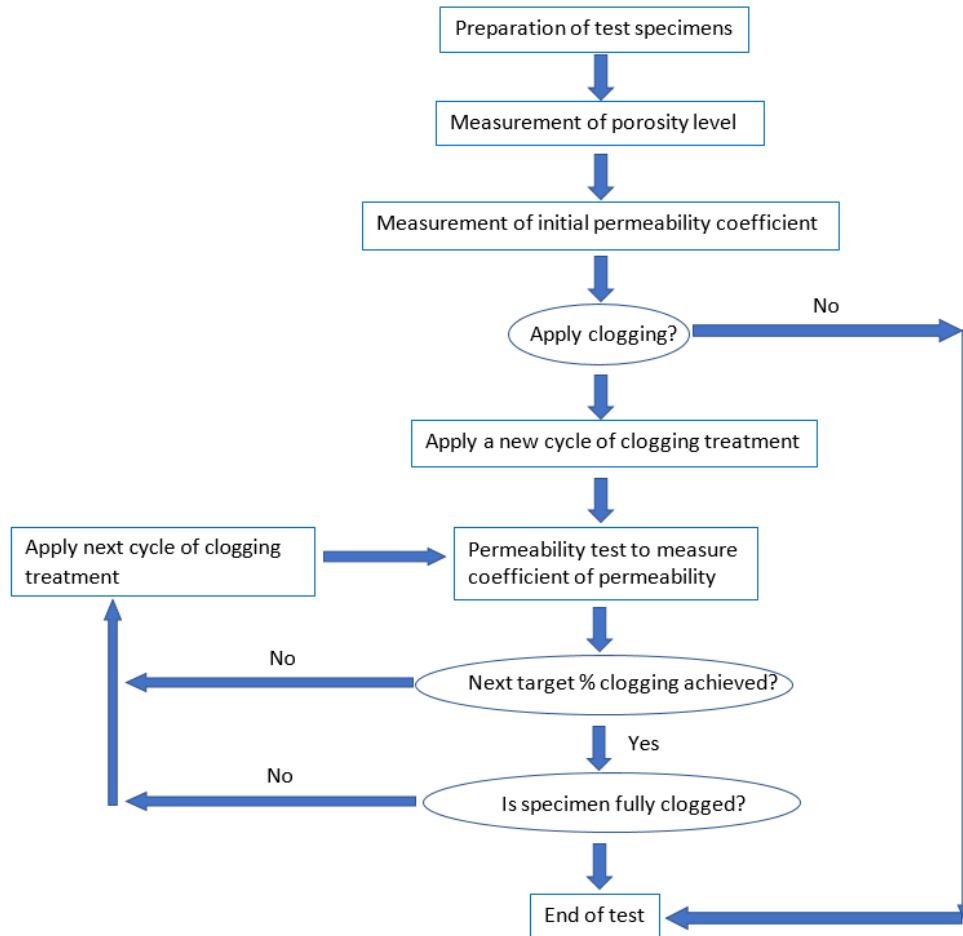 Preparation of test specimens
Measurement of porosity level
Measurement of initial permeability coefficient
Apply clogging?
No
Apply a new cycle of clogging treatment
Apply next cycle of clogging
treatment
Permeability test to measure
coefficient of permeability
No
Next target % clogging achieved?
Yes
No
Is specimen fully clogged?
End of test